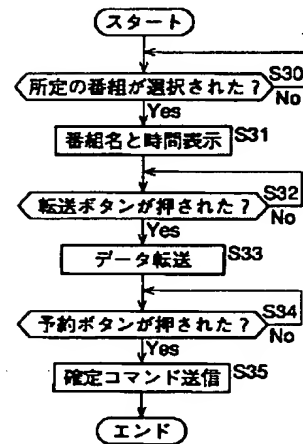 スタート
所定の番組が選択された？ S30
No
Yes
番組名と時間表示 S31
転送ボタンが押された？ S32
No
Yes
データ転送 S33
予約ボタンが押された？ S34
No
Yes
確定コマンド送信 S35
エンド